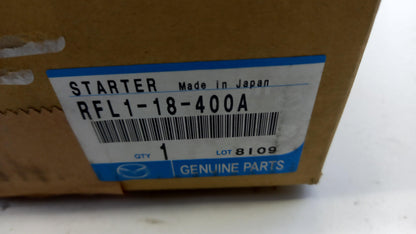 STARTER Made in Japan
RFL1-18-400A
QTY 1 LOT 8109
GENUINE PARTS